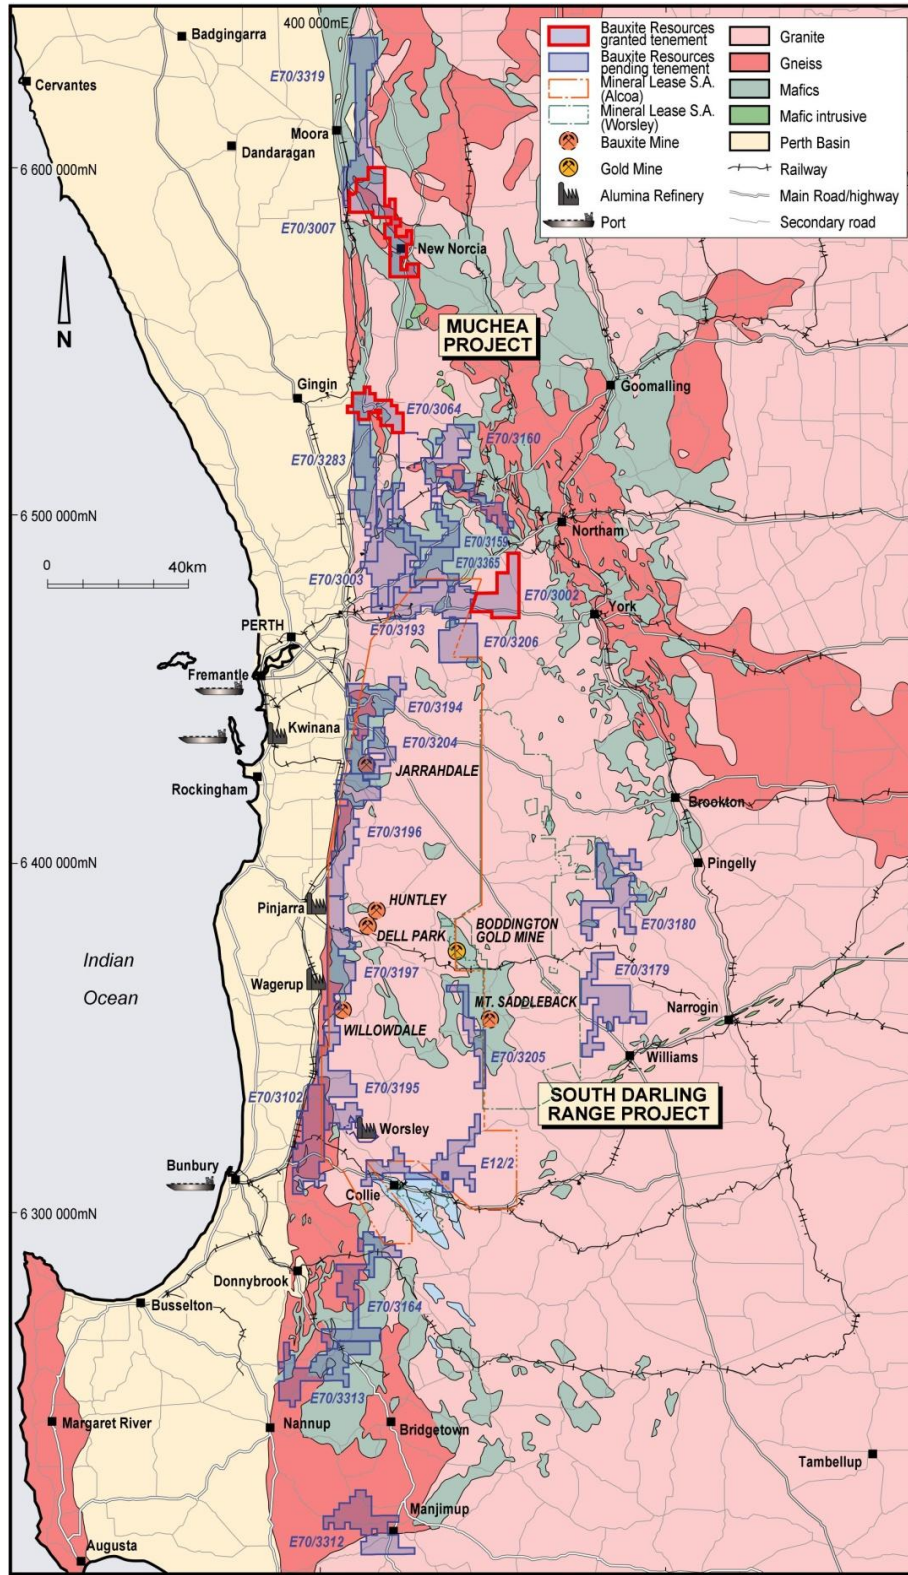 400 000mE
Badgingarra
E70/3319
Cervantes
Moora
Dandaragan
6 600 000mN
E70/3007
New Norcia
N
MUCHEA
PROJECT
Gingin
Goomalling
E70/3064
E70/3160
E70/3283
6 500 000mN
Northam
E70/3159
E70/3365
E70/3003
0 40km
E70/3002
York
PERTH
E70/3193
E70/3206
Fremantle
E70/3194
Kwinana
E70/3204
JARRAHDALE
Rockingham
Brookton
E70/3196
6 400 000mN
Pingelly
HUNTLEY
Pinjarra
DELL PARK
BODDINGTON
GOLD MINE
E70/3180
Indian
Ocean
E70/3197
E70/3179
Wagerup
MT. SADDLEBACK
Narrogin
WILLOWDALE
Williams
E70/3205
E70/3195
E70/3102
SOUTH DARLING
RANGE PROJECT
Worsley
Bunbury
E12/2
Collie
6 300 000mN
Donnybrook
Busselton
E70/3164
E70/3313
Margaret River
Nannup
Bridgetown
Tambellup
Manjimup
E70/3312
Augusta
Bauxite Resources
granted tenement
Bauxite Resources
pending tenement
Mineral Lease S.A.
(Alcoa)
Mineral Lease S.A.
(Worsley)
Bauxite Mine
Gold Mine
Alumina Refinery
Port
Granite
Gneiss
Mafics
Mafic intrusive
Perth Basin
Railway
Main Road/highway
Secondary road